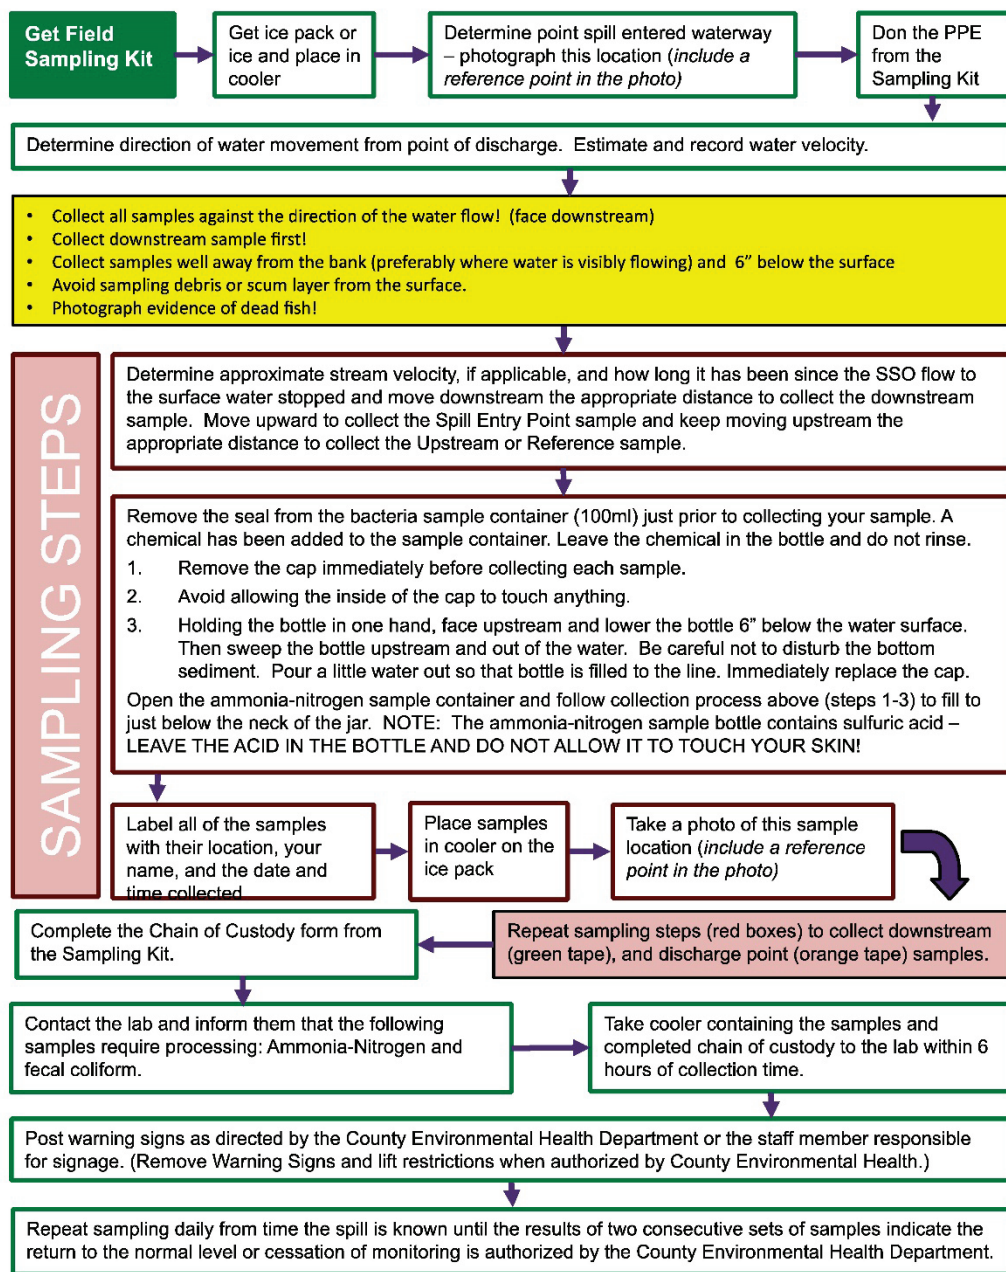 Get Field
Sampling Kit
Get ice pack or
ice and place in
cooler
Determine point spill entered waterway
– photograph this location (include a
reference point in the photo)
Don the PPE
from the
Sampling Kit
Determine direction of water movement from point of discharge.  Estimate and record water velocity.
• Collect all samples against the direction of the water flow!  (face downstream)
• Collect downstream sample first!
• Collect samples well away from the bank (preferably where water is visibly flowing) and  6” below the surface
• Avoid sampling debris or scum layer from the surface.
• Photograph evidence of dead fish!
SAMPLING STEPS
Determine approximate stream velocity, if applicable, and how long it has been since the SSO flow to
the surface water stopped and move downstream the appropriate distance to collect the downstream
sample.  Move upward to collect the Spill Entry Point sample and keep moving upstream the
appropriate distance to collect the Upstream or Reference sample.
Remove the seal from the bacteria sample container (100ml) just prior to collecting your sample. A
chemical has been added to the sample container. Leave the chemical in the bottle and do not rinse.
1. Remove the cap immediately before collecting each sample.
2. Avoid allowing the inside of the cap to touch anything.
3. Holding the bottle in one hand, face upstream and lower the bottle 6” below the water surface.
Then sweep the bottle upstream and out of the water.  Be careful not to disturb the bottom
sediment.  Pour a little water out so that bottle is filled to the line. Immediately replace the cap.
Open the ammonia-nitrogen sample container and follow collection process above (steps 1-3) to fill to
just below the neck of the jar.  NOTE:  The ammonia-nitrogen sample bottle contains sulfuric acid –
LEAVE THE ACID IN THE BOTTLE AND DO NOT ALLOW IT TO TOUCH YOUR SKIN!
Label all of the samples
with their location, your
name, and the date and
time collected
Place samples
in cooler on the
ice pack
Take a photo of this sample
location (include a reference
point in the photo)
Repeat sampling steps (red boxes) to collect downstream
(green tape), and discharge point (orange tape) samples.
Complete the Chain of Custody form from
the Sampling Kit.
Contact the lab and inform them that the following
samples require processing: Ammonia-Nitrogen and
fecal coliform.
Take cooler containing the samples and
completed chain of custody to the lab within 6
hours of collection time.
Post warning signs as directed by the County Environmental Health Department or the staff member responsible
for signage. (Remove Warning Signs and lift restrictions when authorized by County Environmental Health.)
Repeat sampling daily from time the spill is known until the results of two consecutive sets of samples indicate the
return to the normal level or cessation of monitoring is authorized by the County Environmental Health Department.